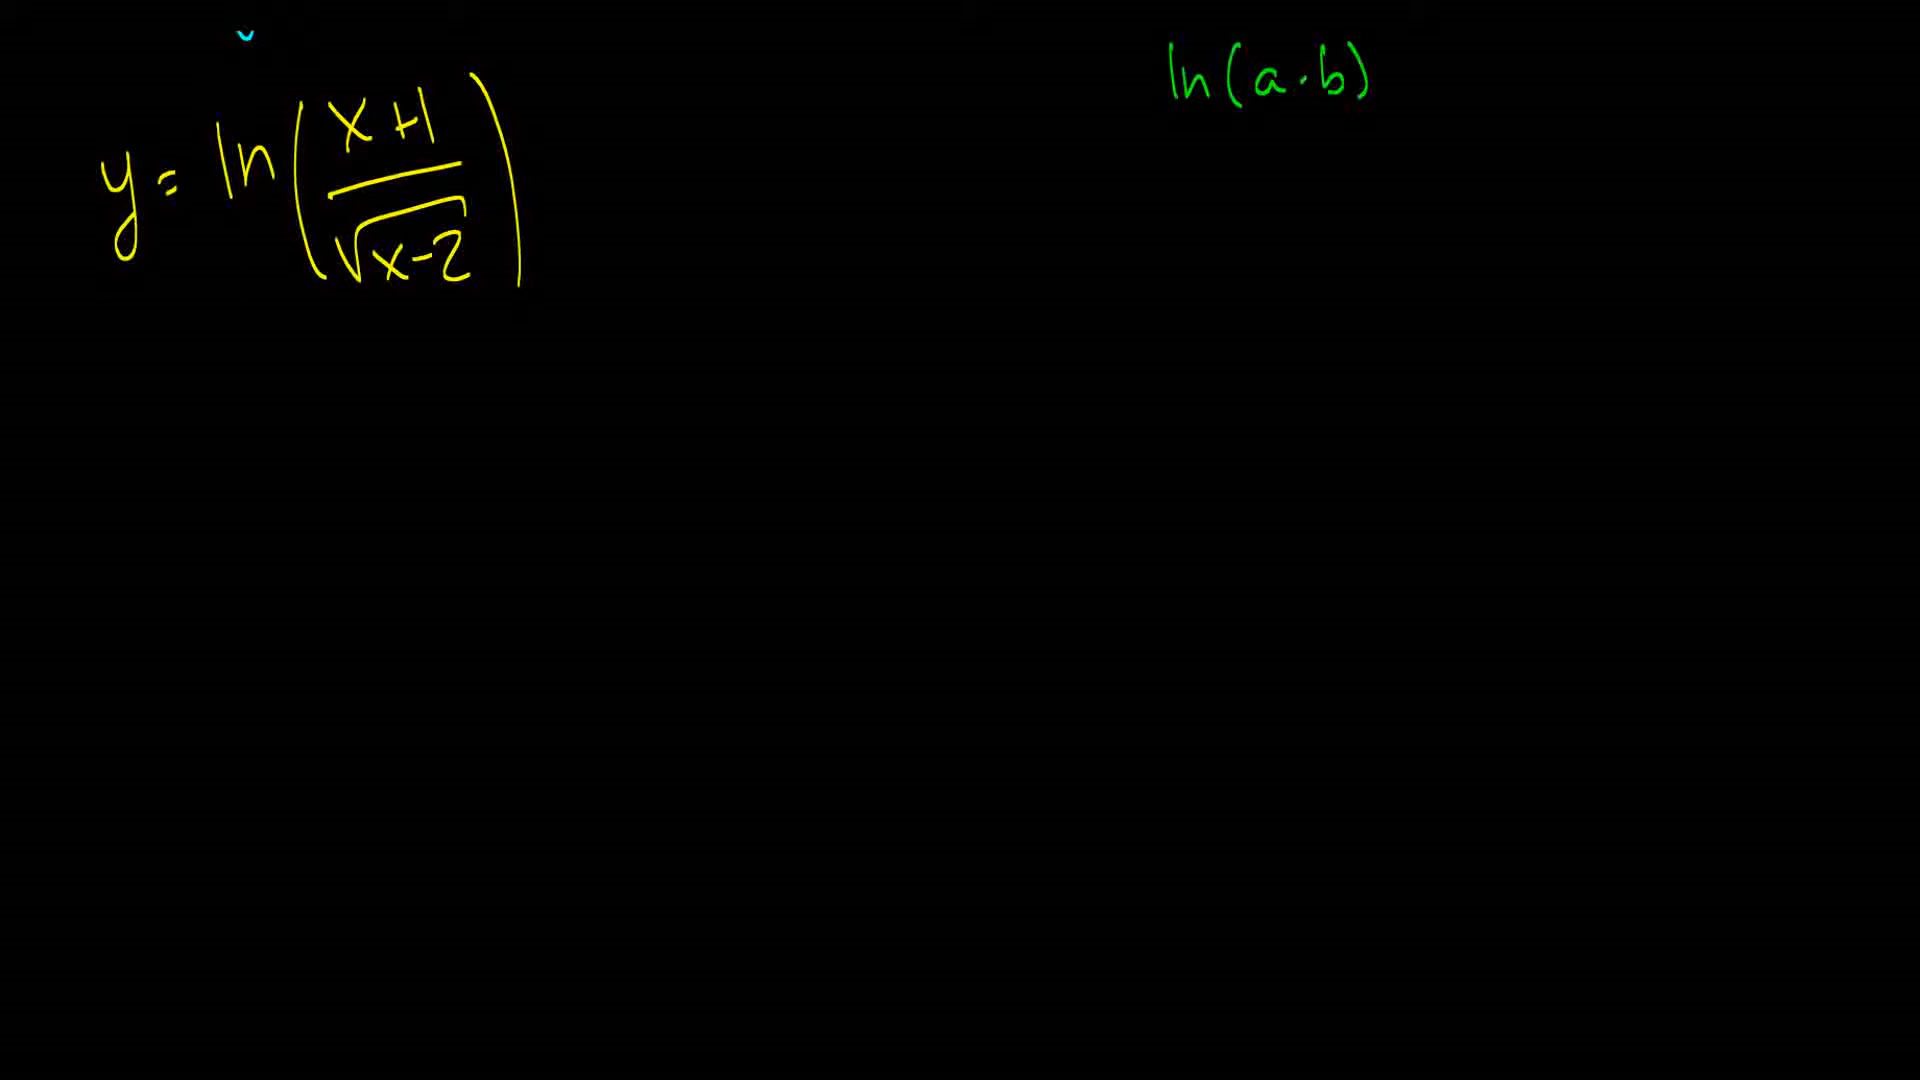 y = ln((x+1)/(√(x-2)))
ln(a·b)